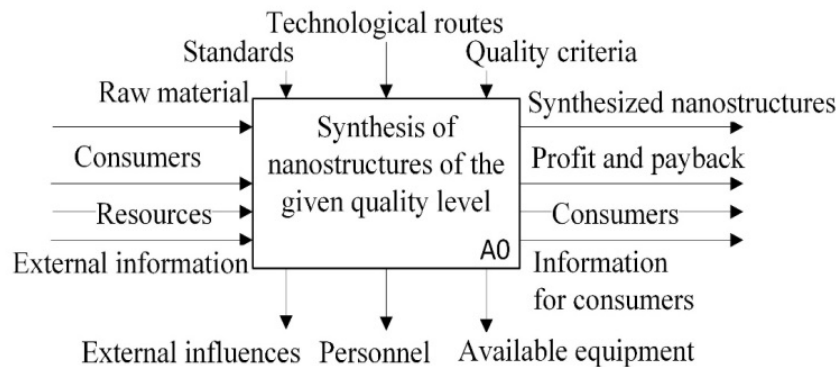 Technological routes
Standards
Quality criteria
Raw material
Consumers
Resources
External information
Synthesis of
nanostructures of the
given quality level
A0
Synthesized nanostructures
Profit and payback
Consumers
Information
for consumers
External influences
Personnel
Available equipment